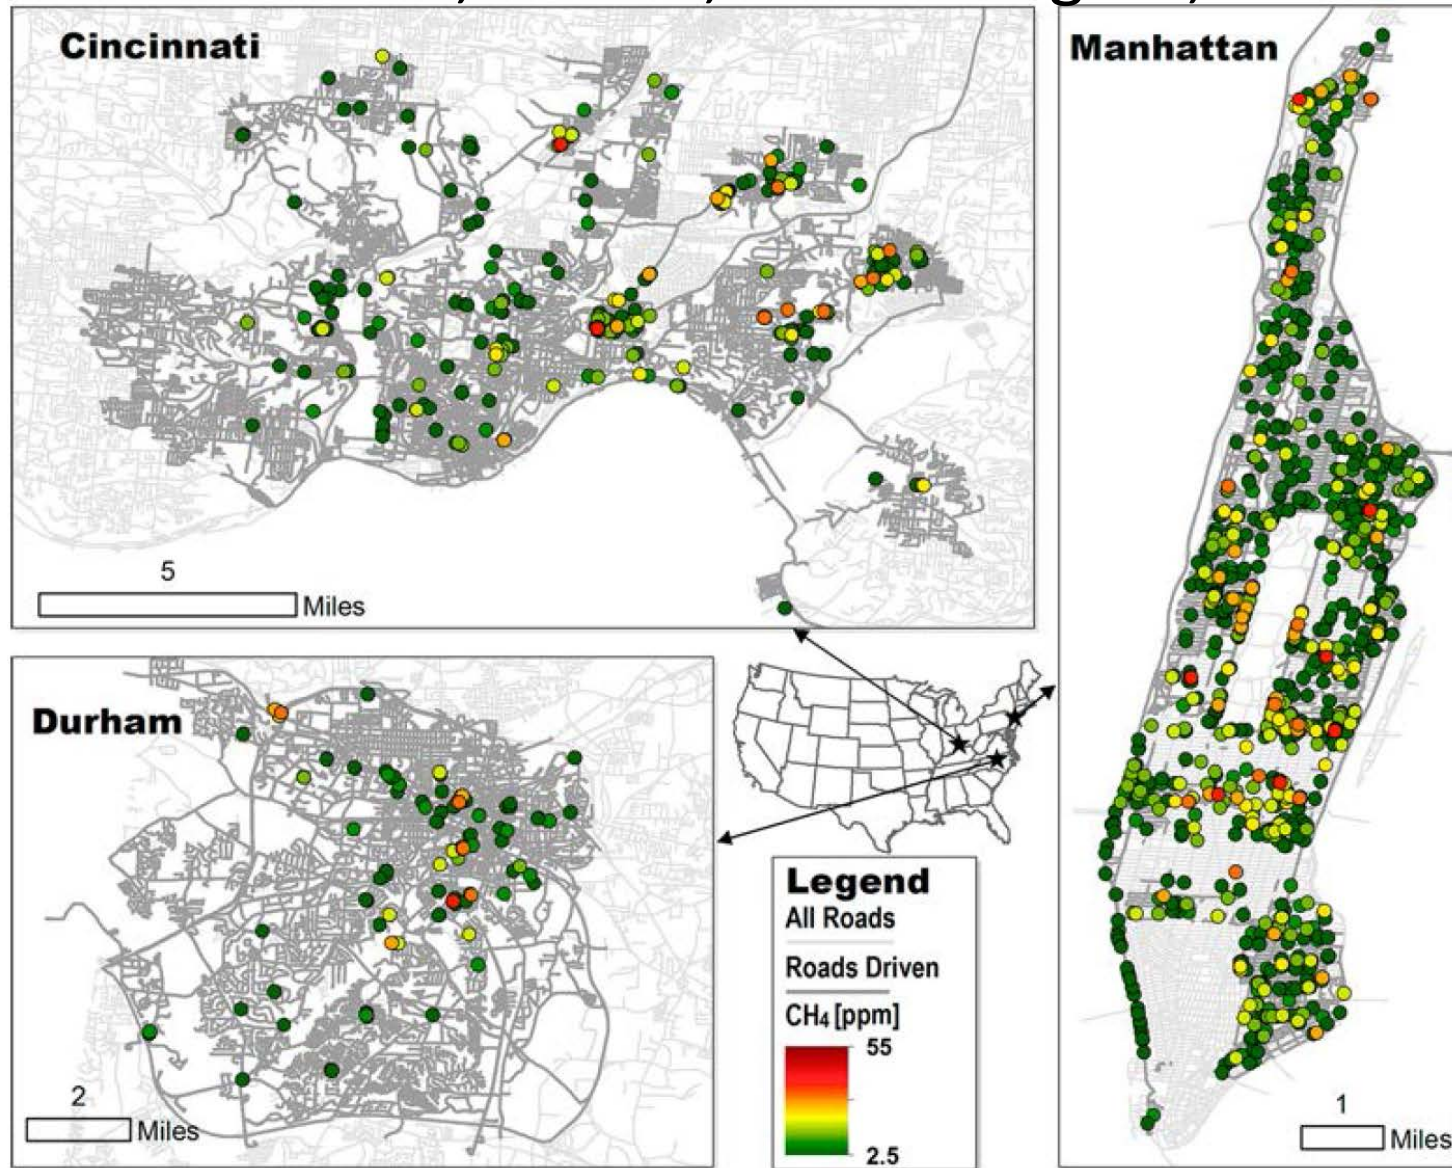 Cincinnati
5
Miles
Manhattan
1
Miles
Durham
2
Miles
Legend
All Roads
Roads Driven
CH₄ [ppm]
55
2.5